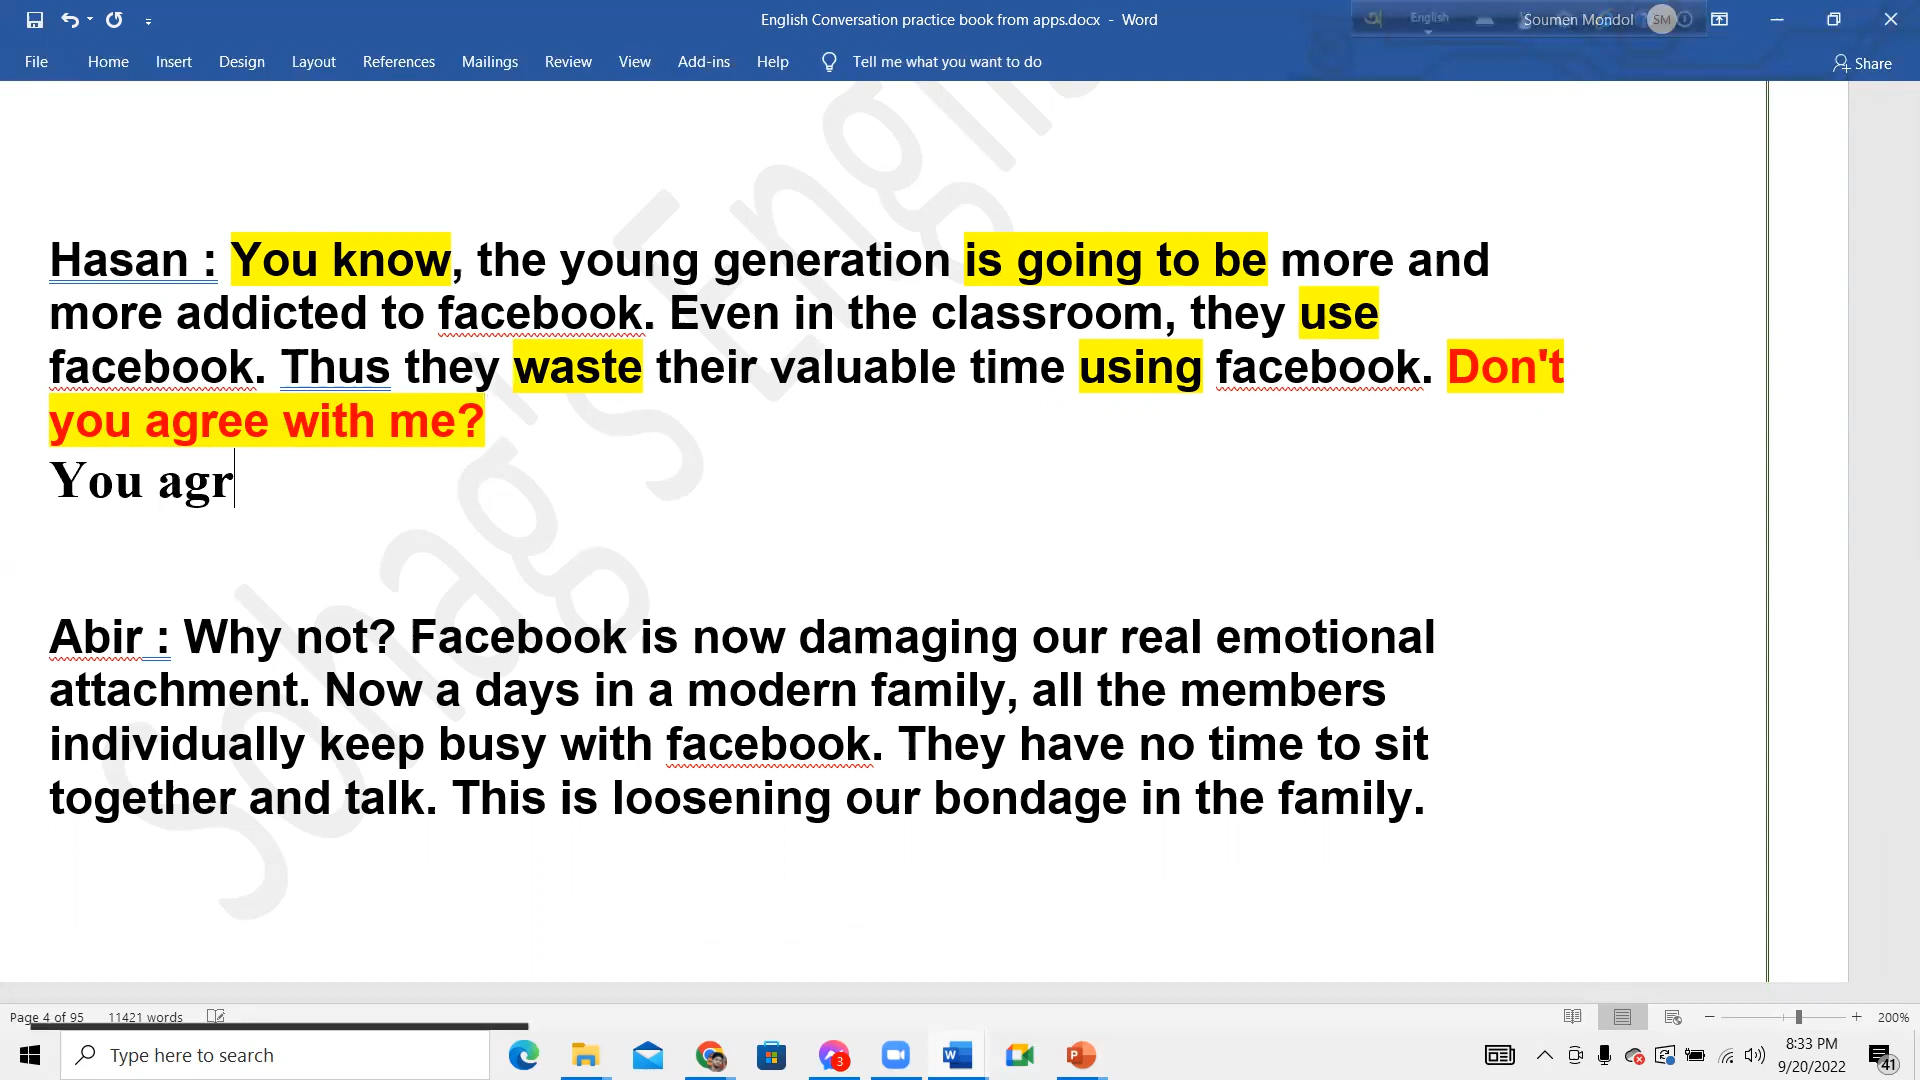 English Conversation practice book from apps.docx - Word
English
Soumen Mondol
SM
File Home Insert Design Layout References Mailings Review View Add-ins Help Tell me what you want to do
Share
Hasan : You know, the young generation is going to be more and
more addicted to facebook. Even in the classroom, they use
facebook. Thus they waste their valuable time using facebook. Don't
you agree with me?
You agr
Abir : Why not? Facebook is now damaging our real emotional
attachment. Now a days in a modern family, all the members
individually keep busy with facebook. They have no time to sit
together and talk. This is loosening our bondage in the family.
Sohag's Englis
Page 4 of 95 11421 words
200%
Type here to search
3
8:33 PM
9/20/2022
41